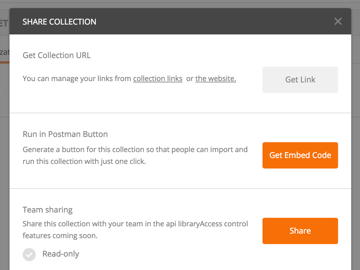 SHARE COLLECTION
Get Collection URL
You can manage your links from collection links or the website.
Get Link
Run in Postman Button
Generate a button for this collection so that people can import and
run this collection with just one click.
Get Embed Code
Team sharing
Share this collection with your team in the api libraryAccess control
features coming soon.
Share
Read-only